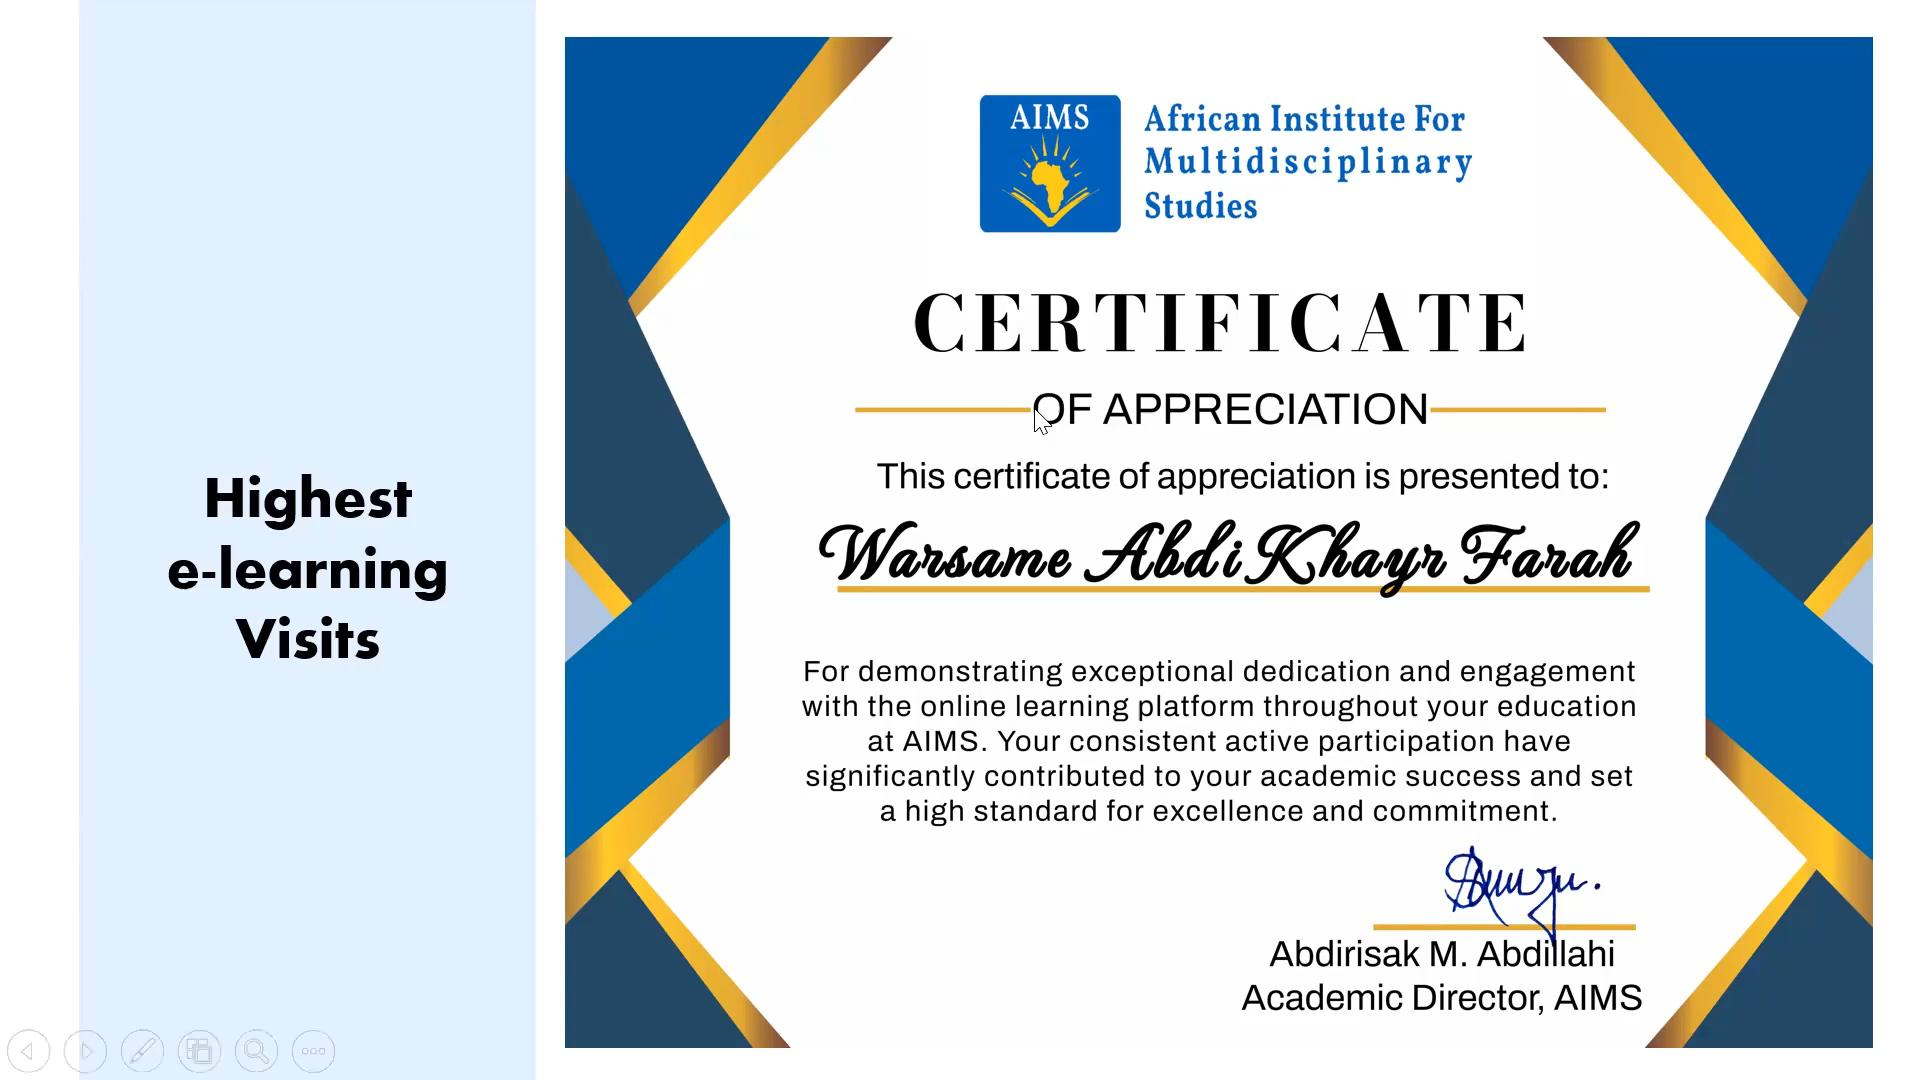 Highest
e-learning
Visits
AIMS
African Institute For
Multidisciplinary
Studies
CERTIFICATE
OF APPRECIATION
This certificate of appreciation is presented to:
Warsame Abdi Khayr Farah
For demonstrating exceptional dedication and engagement
with the online learning platform throughout your education
at AIMS. Your consistent active participation have
significantly contributed to your academic success and set
a high standard for excellence and commitment.
Abdirisak M. Abdillahi
Academic Director, AIMS